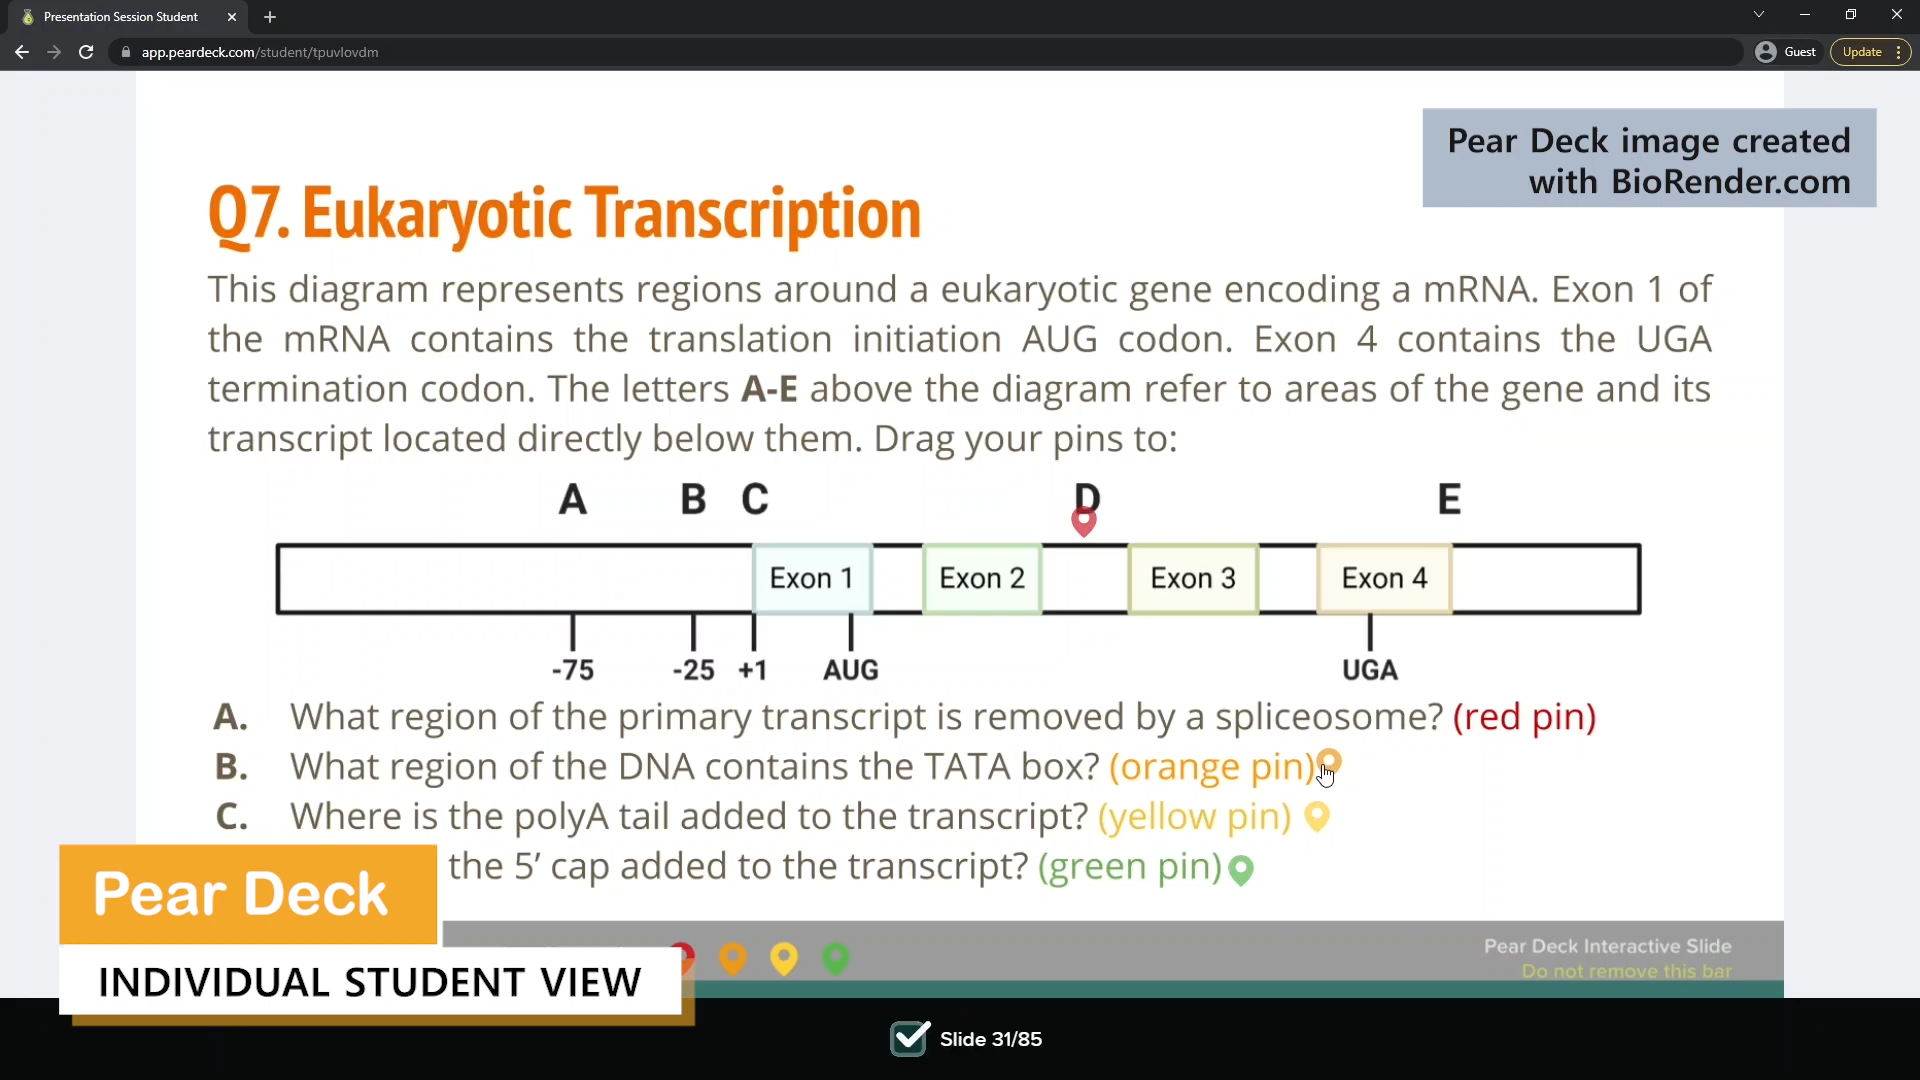 Presentation Session Student
app.peardeck.com/student/tpuvlovdm
Guest
Update
Pear Deck image created
with BioRender.com
Q7. Eukaryotic Transcription
This diagram represents regions around a eukaryotic gene encoding a mRNA. Exon 1 of
the mRNA contains the translation initiation AUG codon. Exon 4 contains the UGA
termination codon. The letters A-E above the diagram refer to areas of the gene and its
transcript located directly below them. Drag your pins to:
A B C D E
Exon 1 Exon 2 Exon 3 Exon 4
-75 -25 +1 AUG UGA
A. What region of the primary transcript is removed by a spliceosome? (red pin)
B. What region of the DNA contains the TATA box? (orange pin)
C. Where is the polyA tail added to the transcript? (yellow pin)
the 5’ cap added to the transcript? (green pin)
Pear Deck
INDIVIDUAL STUDENT VIEW
Pear Deck Interactive Slide
Do not remove this bar
Slide 31/85